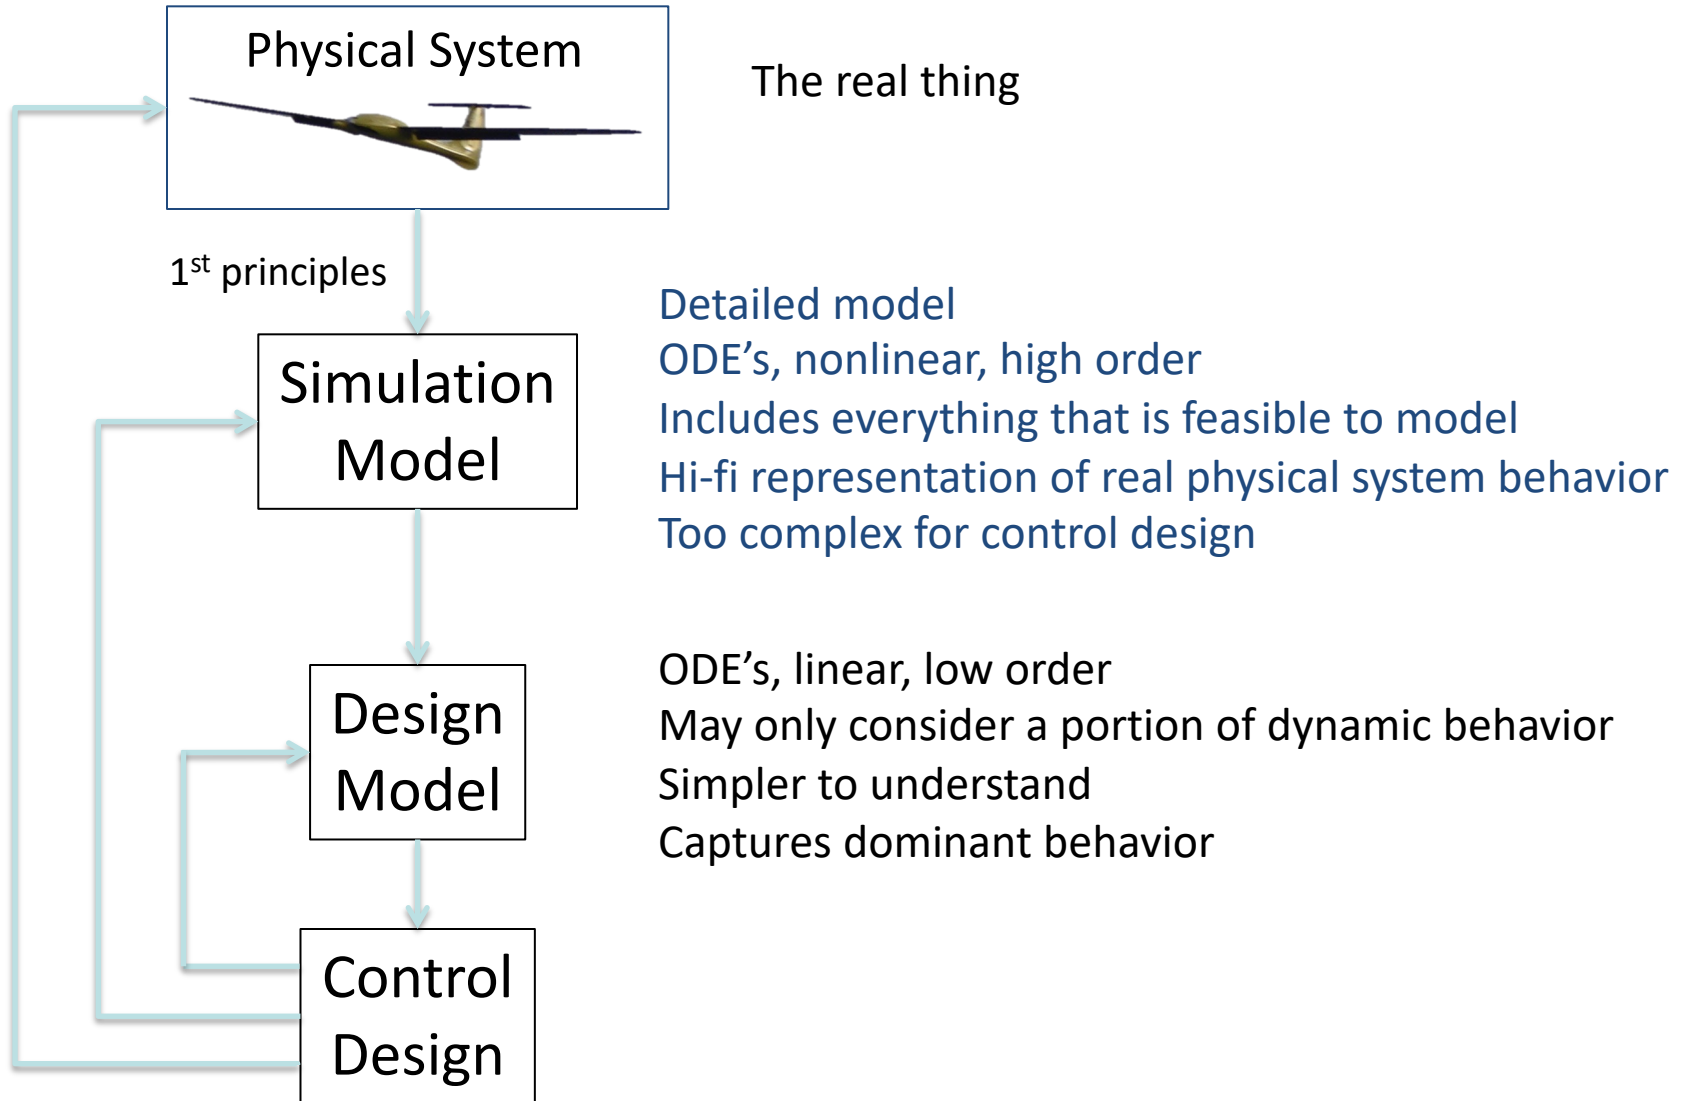 Physical System
The real thing
1st principles
Simulation
Model
Detailed model
ODE’s, nonlinear, high order
Includes everything that is feasible to model
Hi-fi representation of real physical system behavior
Too complex for control design
Design
Model
ODE’s, linear, low order
May only consider a portion of dynamic behavior
Simpler to understand
Captures dominant behavior
Control
Design